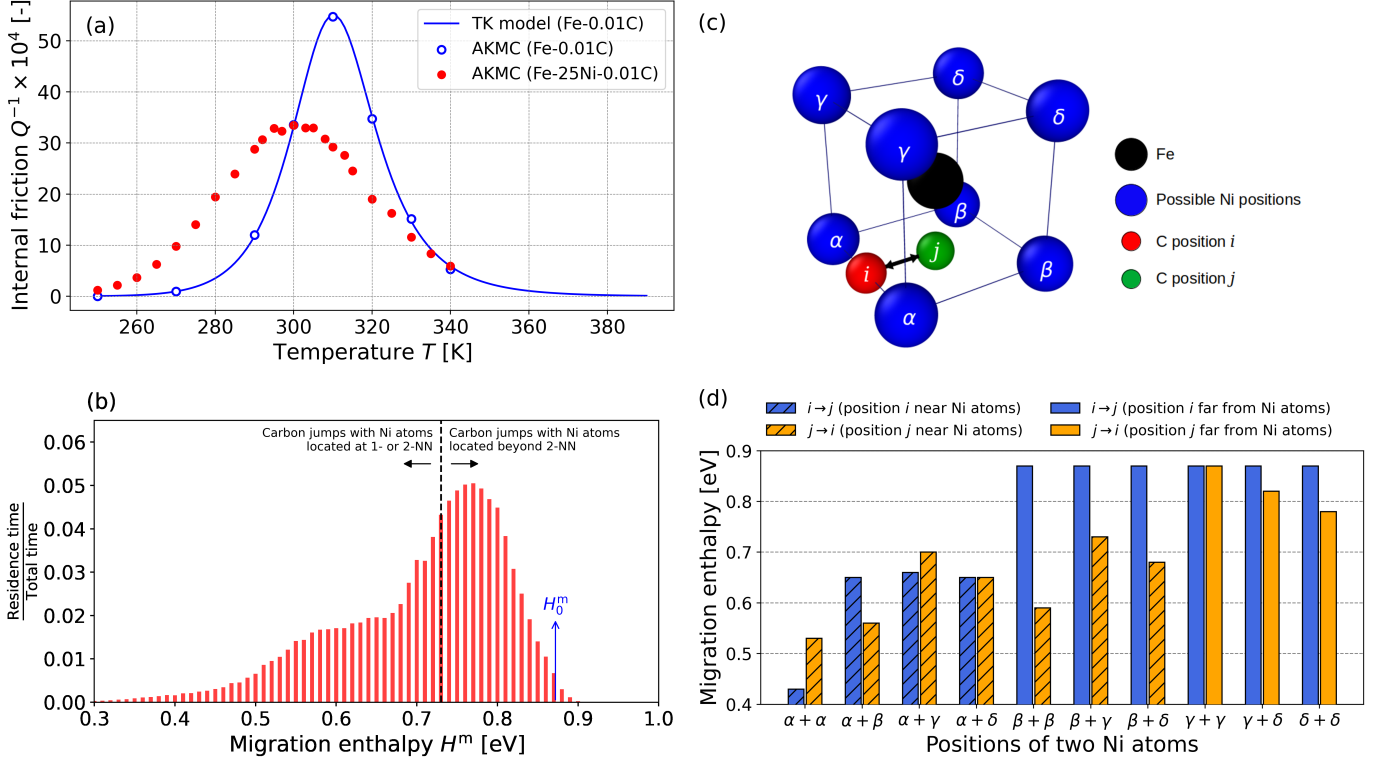 (a)
Internal friction Q⁻¹ × 10⁴ [-]
50
40
30
20
10
0
TK model (Fe-0.01C)
AKMC (Fe-0.01C)
AKMC (Fe-25Ni-0.01C)
260 280 300 320 340 360 380
Temperature T [K]
(b)
Residence time
Total time
0.06
0.05
0.04
0.03
0.02
0.01
0.00
Carbon jumps with Ni atoms
located at 1- or 2-NN
Carbon jumps with Ni atoms
located beyond 2-NN
H₀ᵐ
0.3 0.4 0.5 0.6 0.7 0.8 0.9 1.0
Migration enthalpy Hᵐ [eV]
(c)
δ
γ
δ
γ
β
α
j
β
i
α
Fe
Possible Ni positions
C position i
C position j
(d)
i→j (position i near Ni atoms)
j→i (position j near Ni atoms)
i→j (position i far from Ni atoms)
j→i (position j far from Ni atoms)
Migration enthalpy [eV]
0.9
0.8
0.7
0.6
0.5
0.4
α + α α + β α + γ α + δ β + β β + γ β + δ γ + γ γ + δ δ + δ
Positions of two Ni atoms